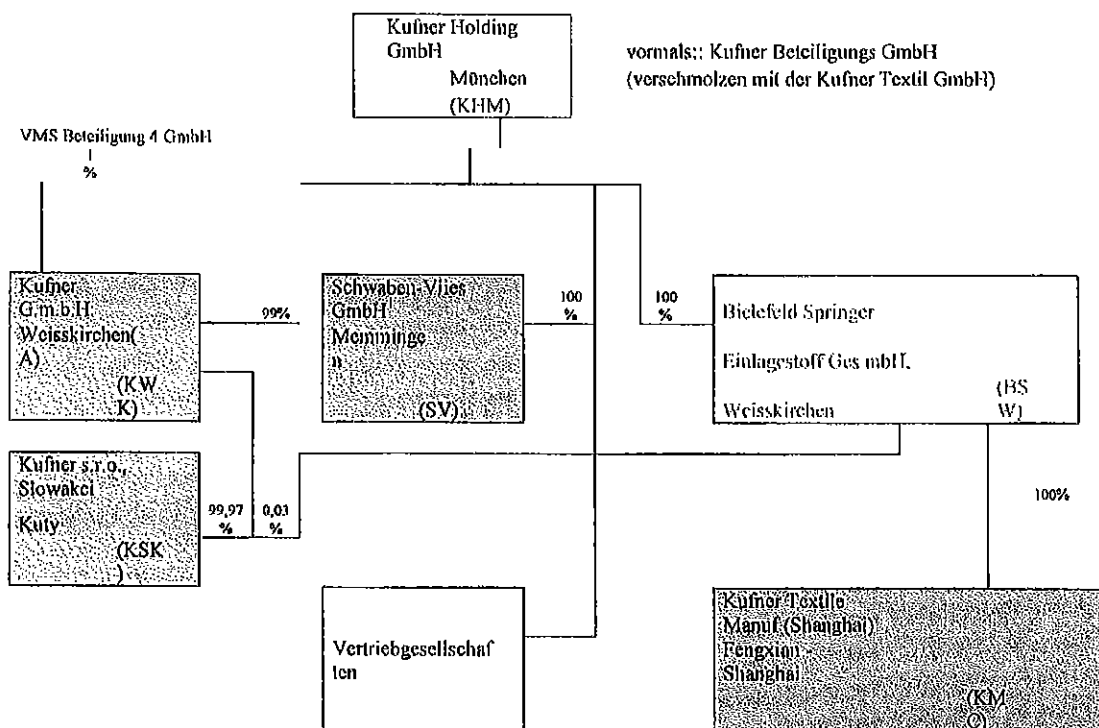 Kufner Holding
GmbH
München
(KHM)
vormals;: Kufner Beteiligungs GmbH
(verschmolzen mit der Kufner Textil GmbH)
VMS Beteiligung 4 GmbH
1
%
Kufner
G.m.b.H.
Weisskirchen(
A)
(KW
K)
99%
Schwaben-Vlies
GmbH
Memminge
n
(SV)
100
%
100
%
Bielefeld Springer
Einlagestoff Ges mbH.
(BS
W)
Weisskirchen
Kufner s.r.o.,
Slowakei
Kuty
(KSK
)
99,97
%
0,03
%
100%
Vertriebgesellschaf
ten
Kufner Textile
Manuf (Shanghai)
Fengxian -
Shanghai
(KM